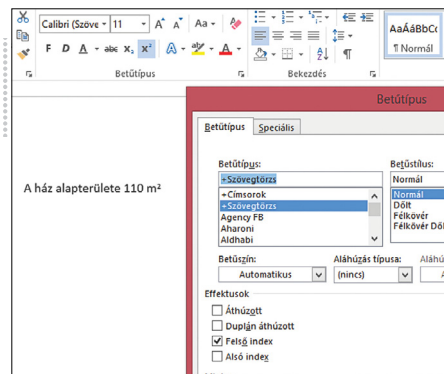 Calibri (Szöve 11 A A Aa
F D A abc x₂ x² A aby A
AaÁáBbCc
¶ Normál
Betűtípus Bekezdés
Betűtípus
Betűtípus Speciális
Betűtípus: Betűstílus:
+Szövegtörzs Normál
+Címsorok Normál
+Szövegtörzs Dőlt
Agency FB Félkövér
Aharoni Félkövér Dől
Aldhabi
A ház alapterülete 110 m²
Betűszín: Aláhúzás típusa: Aláhú
Automatikus (nincs) A
Effektusok
Áthúzott
Duplán áthúzott
Felső index
Alsó index